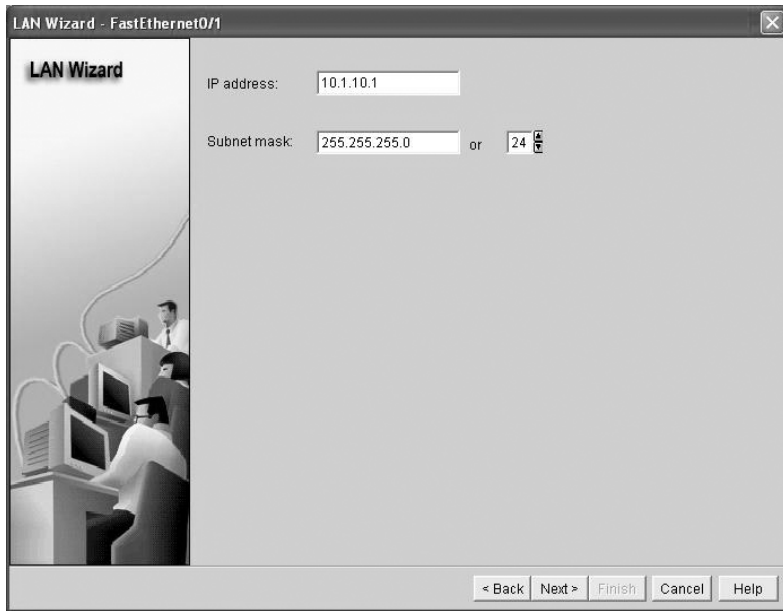 LAN Wizard - FastEthernet0/1
LAN Wizard
IP address: 10.1.10.1
Subnet mask: 255.255.255.0 or 24
< Back Next > Finish Cancel Help